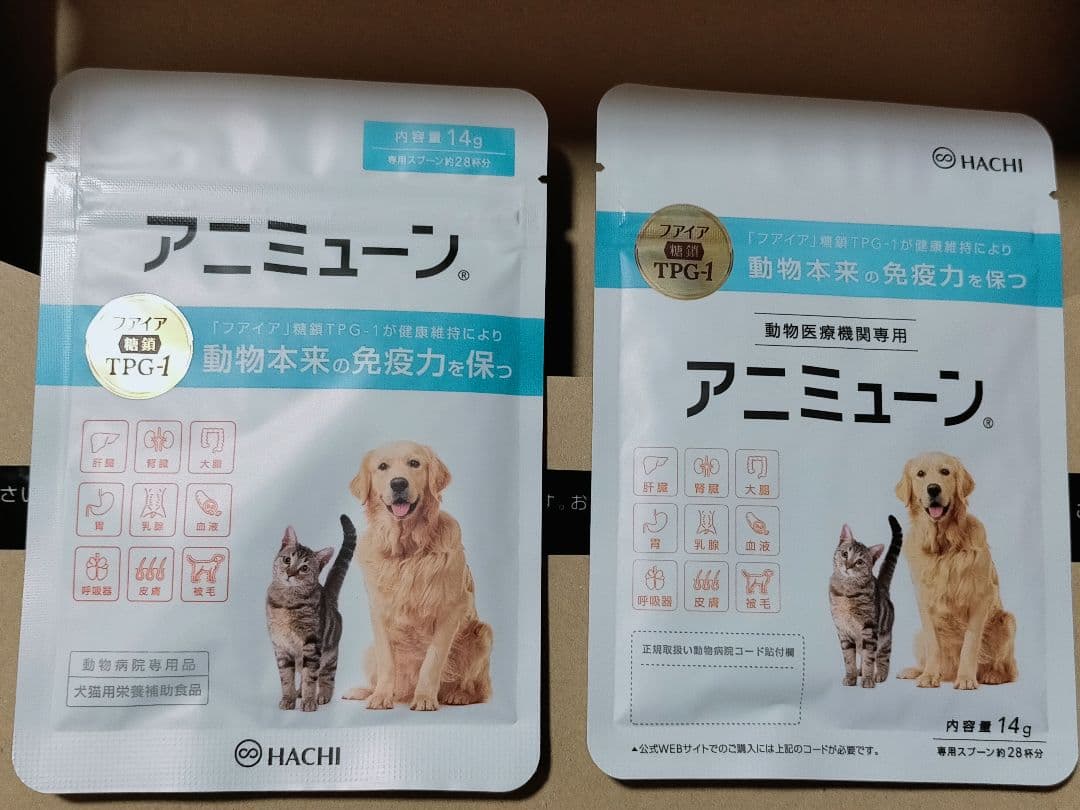 内容量 14g
専用スプーン約28杯分
アニミューン®
フアイア
糖鎖
TPG-1
「フアイア」糖鎖TPG-1が健康維持により
動物本来の免疫力を保つ
肝臓
腎臓
大腸
胃
乳腺
血液
呼吸器
皮膚
被毛
動物病院専用品
犬猫用栄養補助食品
HACHI
HACHI
フアイア
糖鎖
TPG-1
「フアイア」糖鎖TPG-1が健康維持により
動物本来の免疫力を保つ
動物医療機関専用
アニミューン®
肝臓
腎臓
大腸
胃
乳腺
血液
呼吸器
皮膚
被毛
正規取扱い動物病院コード貼付欄
▲公式WEBサイトでのご購入には上記のコードが必要です。
内容量 14g
専用スプーン約28杯分
さい
す。お